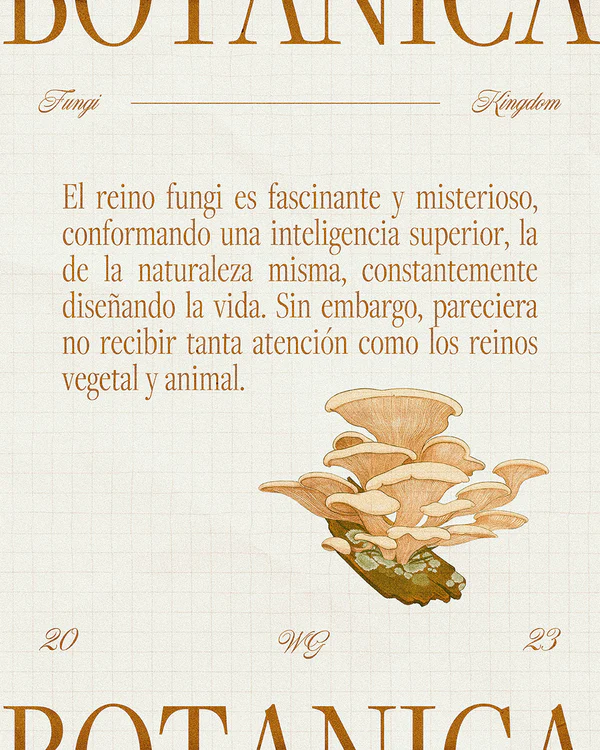 BOTANICA
Fungi Kingdom
El reino fungi es fascinante y misterioso,
conformando una inteligencia superior, la
de la naturaleza misma, constantemente
diseñando la vida. Sin embargo, pareciera
no recibir tanta atención como los reinos
vegetal y animal.
20 WG 23
BOTANICA